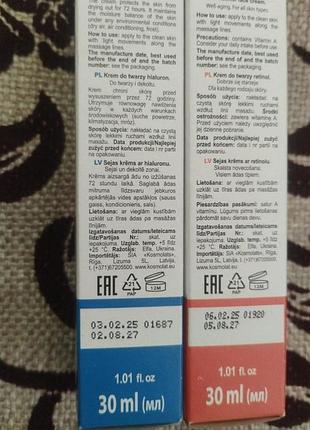 The cream protects the skin from
drying out for 72 hours. It maintains
the moisture balance of the skin
under any environmental conditions
(dry air, air conditioning, frost).
How to use: apply to the clean skin
with light movements along the
massage lines.
The manufacture date, best used
before the end of and the batch
number: see the packaging.
PL Krem do twarzy hialuron.
Do twarzy i dekoltu.
Krem chroni skórę przed
wysuszeniem przez 72 godziny.
Utrzymuje równowagę nawilżenia
skóry w każdych warunkach
środowiskowych (suche powietrze,
klimatyzacja, mróz).
Sposób użycia: nakładać na czystą
skórę lekkimi ruchami wzdłuż linii
masażu.
Data produkcji/Najlepiej
zużyć przed końcem: data i nr partii
na opakowaniu.
LV Sejas krēms ar hialuronu.
Sejai un dekoltē zonai.
Krēms aizsargā ādu no izžūšanas
72 stundu laikā. Saglabā ādas
mitruma līdzsvaru jebkuros
apkārtējās vides apstākļos (sauss
gaiss, kondicionieris, sals).
Lietošana: ar vieglām kustībām
uzklāt uz tīras ādas pa masāžas
līnijām.
Izgatavošanas datums/Ieteicams
līdz/Partijas Nr.: skat. uz
iepakojuma. Uzglab. temp. +5 līdz
+25 °C. Ražotājs: Elfa, Ukraina.
Importētājs: SIA «Kosmolat»,
Rīga, Lizuma 5L, Latvija,
t. (+371)67205500, www.kosmolat.lv
EAC 21 PAP 12M
03.02.25 01687
02.08.27
1.01 fl. oz
30 ml (мл)
face cream.
Well-aging. For all skin types.
How to use: apply to the clean skin
with light movements along the
massage lines.
Precautions: contains Vitamin A.
Consider your daily intake before use.
The manufacture date, best used
before the end of and the batch
number: see the packaging.
PL Krem do twarzy retinol.
Dobrze się starzeje.
Dla każdego rodzaju skóry.
Sposób użycia: nakładać na czystą
skórę lekkimi ruchami wzdłuż linii
masażu.
Środki
ostrożności: zawiera witaminę A.
Przed użyciem należy uwzględnić
jej dzienne spożycie.
Data produkcji/Najlepiej zużyć
przed końcem: data i nr partii na
opakowaniu.
LV Sejas krēms ar retinolu.
Skaista novecošana.
Visiem ādas tipiem.
Lietošana: ar vieglām kustībām
uzklāt uz tīras ādas pa masāžas
līnijām.
Piesardzības pasākumi: satur A
vitamīnu. Lūgums pirms lietošanas
pārskatīt savu dienas devu.
Izgatavošanas datums/Ieteicams
līdz/Partijas Nr.: skat. uz
iepakojuma. Uzglab. temp. +5 līdz
+25 °C. Ražotājs: Elfa, Ukraina.
Importētājs: SIA «Kosmolat»,
Rīga, Lizuma 5L, Latvija,
t. (+371)67205500, www.kosmolat.lv
EAC 21 PAP 12M
06.02.25 01920
05.08.27
1.01 fl. oz
30 ml (мл)